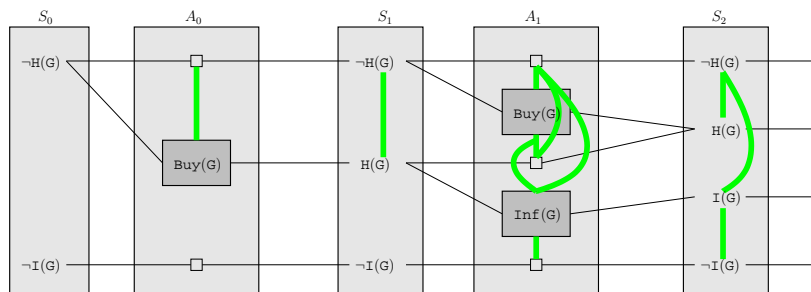 S₀ A₀ S₁ A₁ S₂
¬H(G) ¬H(G) ¬H(G)
Buy(G)
H(G)
Buy(G) H(G)
I(G)
Inf(G)
¬I(G) ¬I(G) ¬I(G)